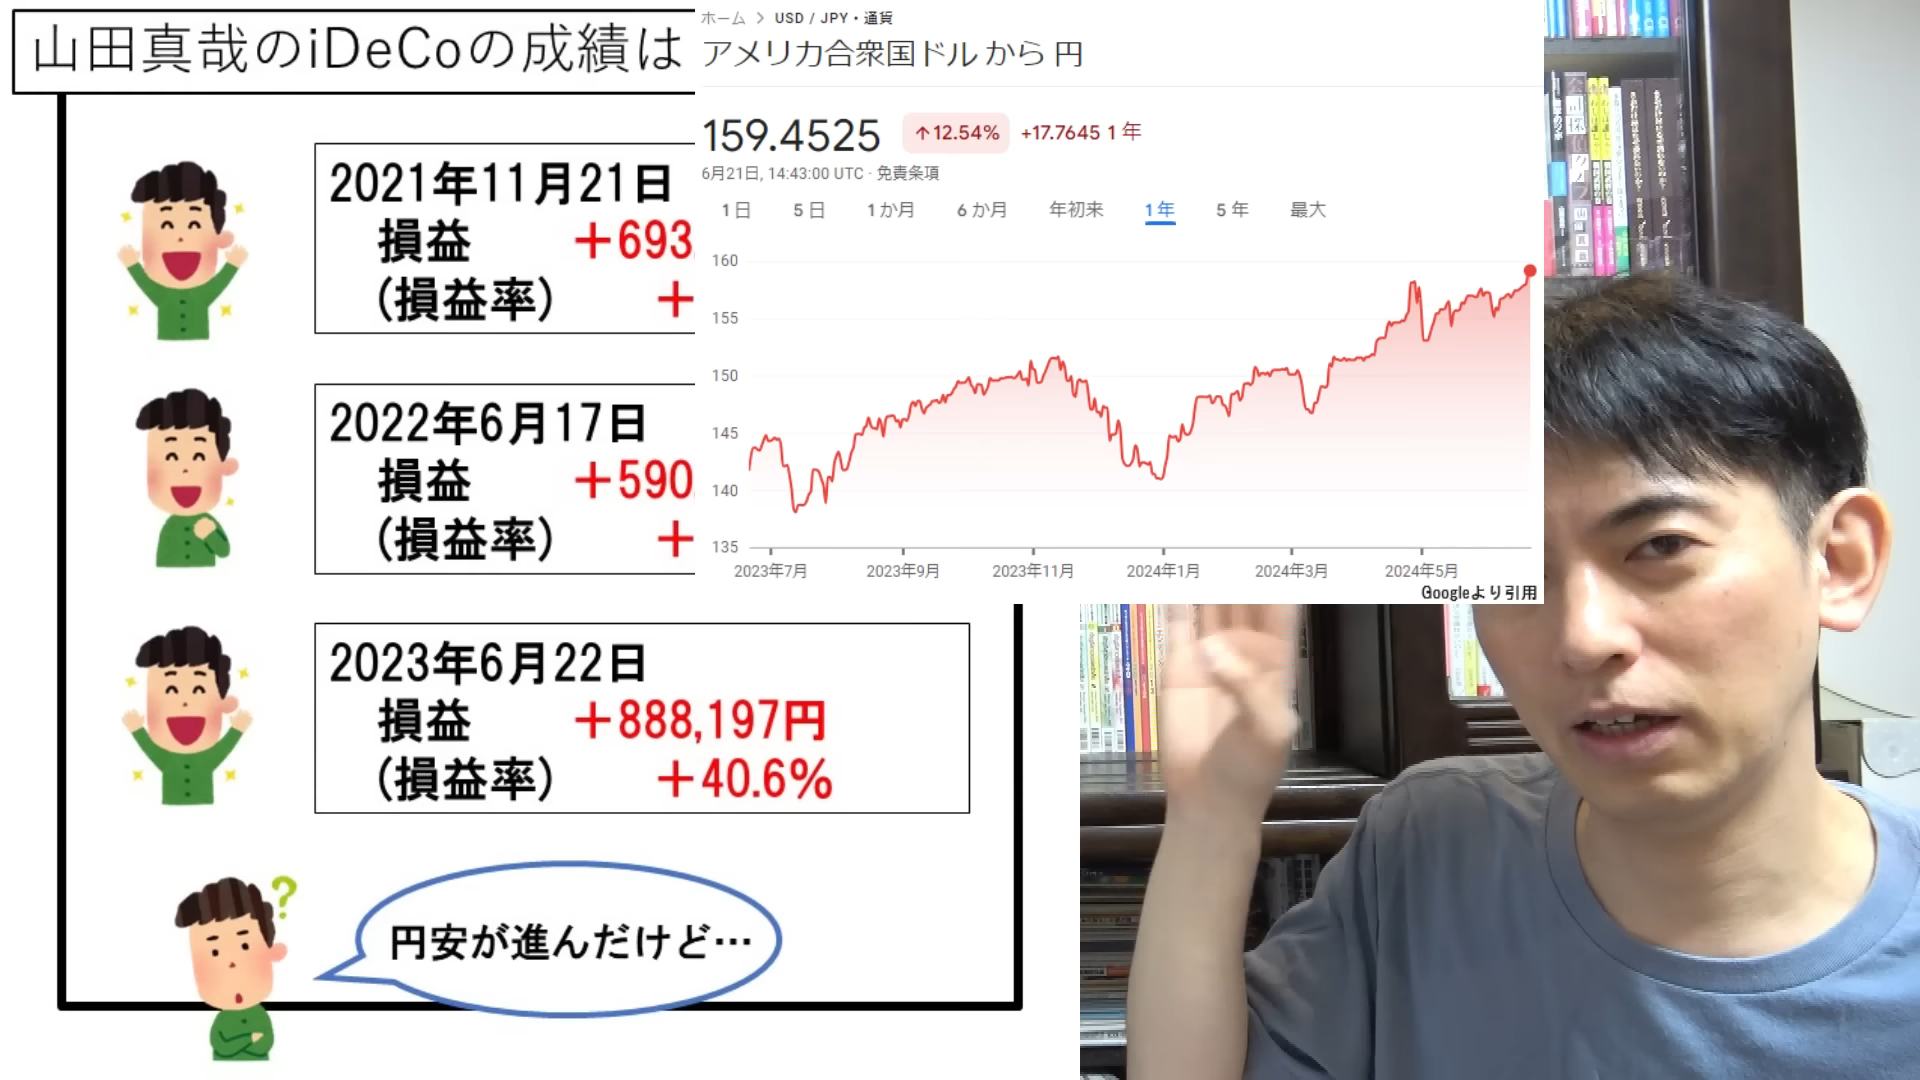 山田真哉のiDeCoの成績は
2021年11月21日
損益 +693
(損益率) +
2022年6月17日
損益 +590
(損益率) +
2023年6月22日
損益 +888,197円
(損益率) +40.6%
?
円安が進んだけど…
ホーム > USD / JPY・通貨
アメリカ合衆国ドル から 円
159.4525 ↑12.54% +17.7645 1 年
6月21日, 14:43:00 UTC · 免責条項
1 日 5 日 1 か月 6 か月 年初来 1 年 5 年 最大
160
155
150
145
140
135
2023年7月 2023年9月 2023年11月 2024年1月 2024年3月 2024年5月
Googleより引用